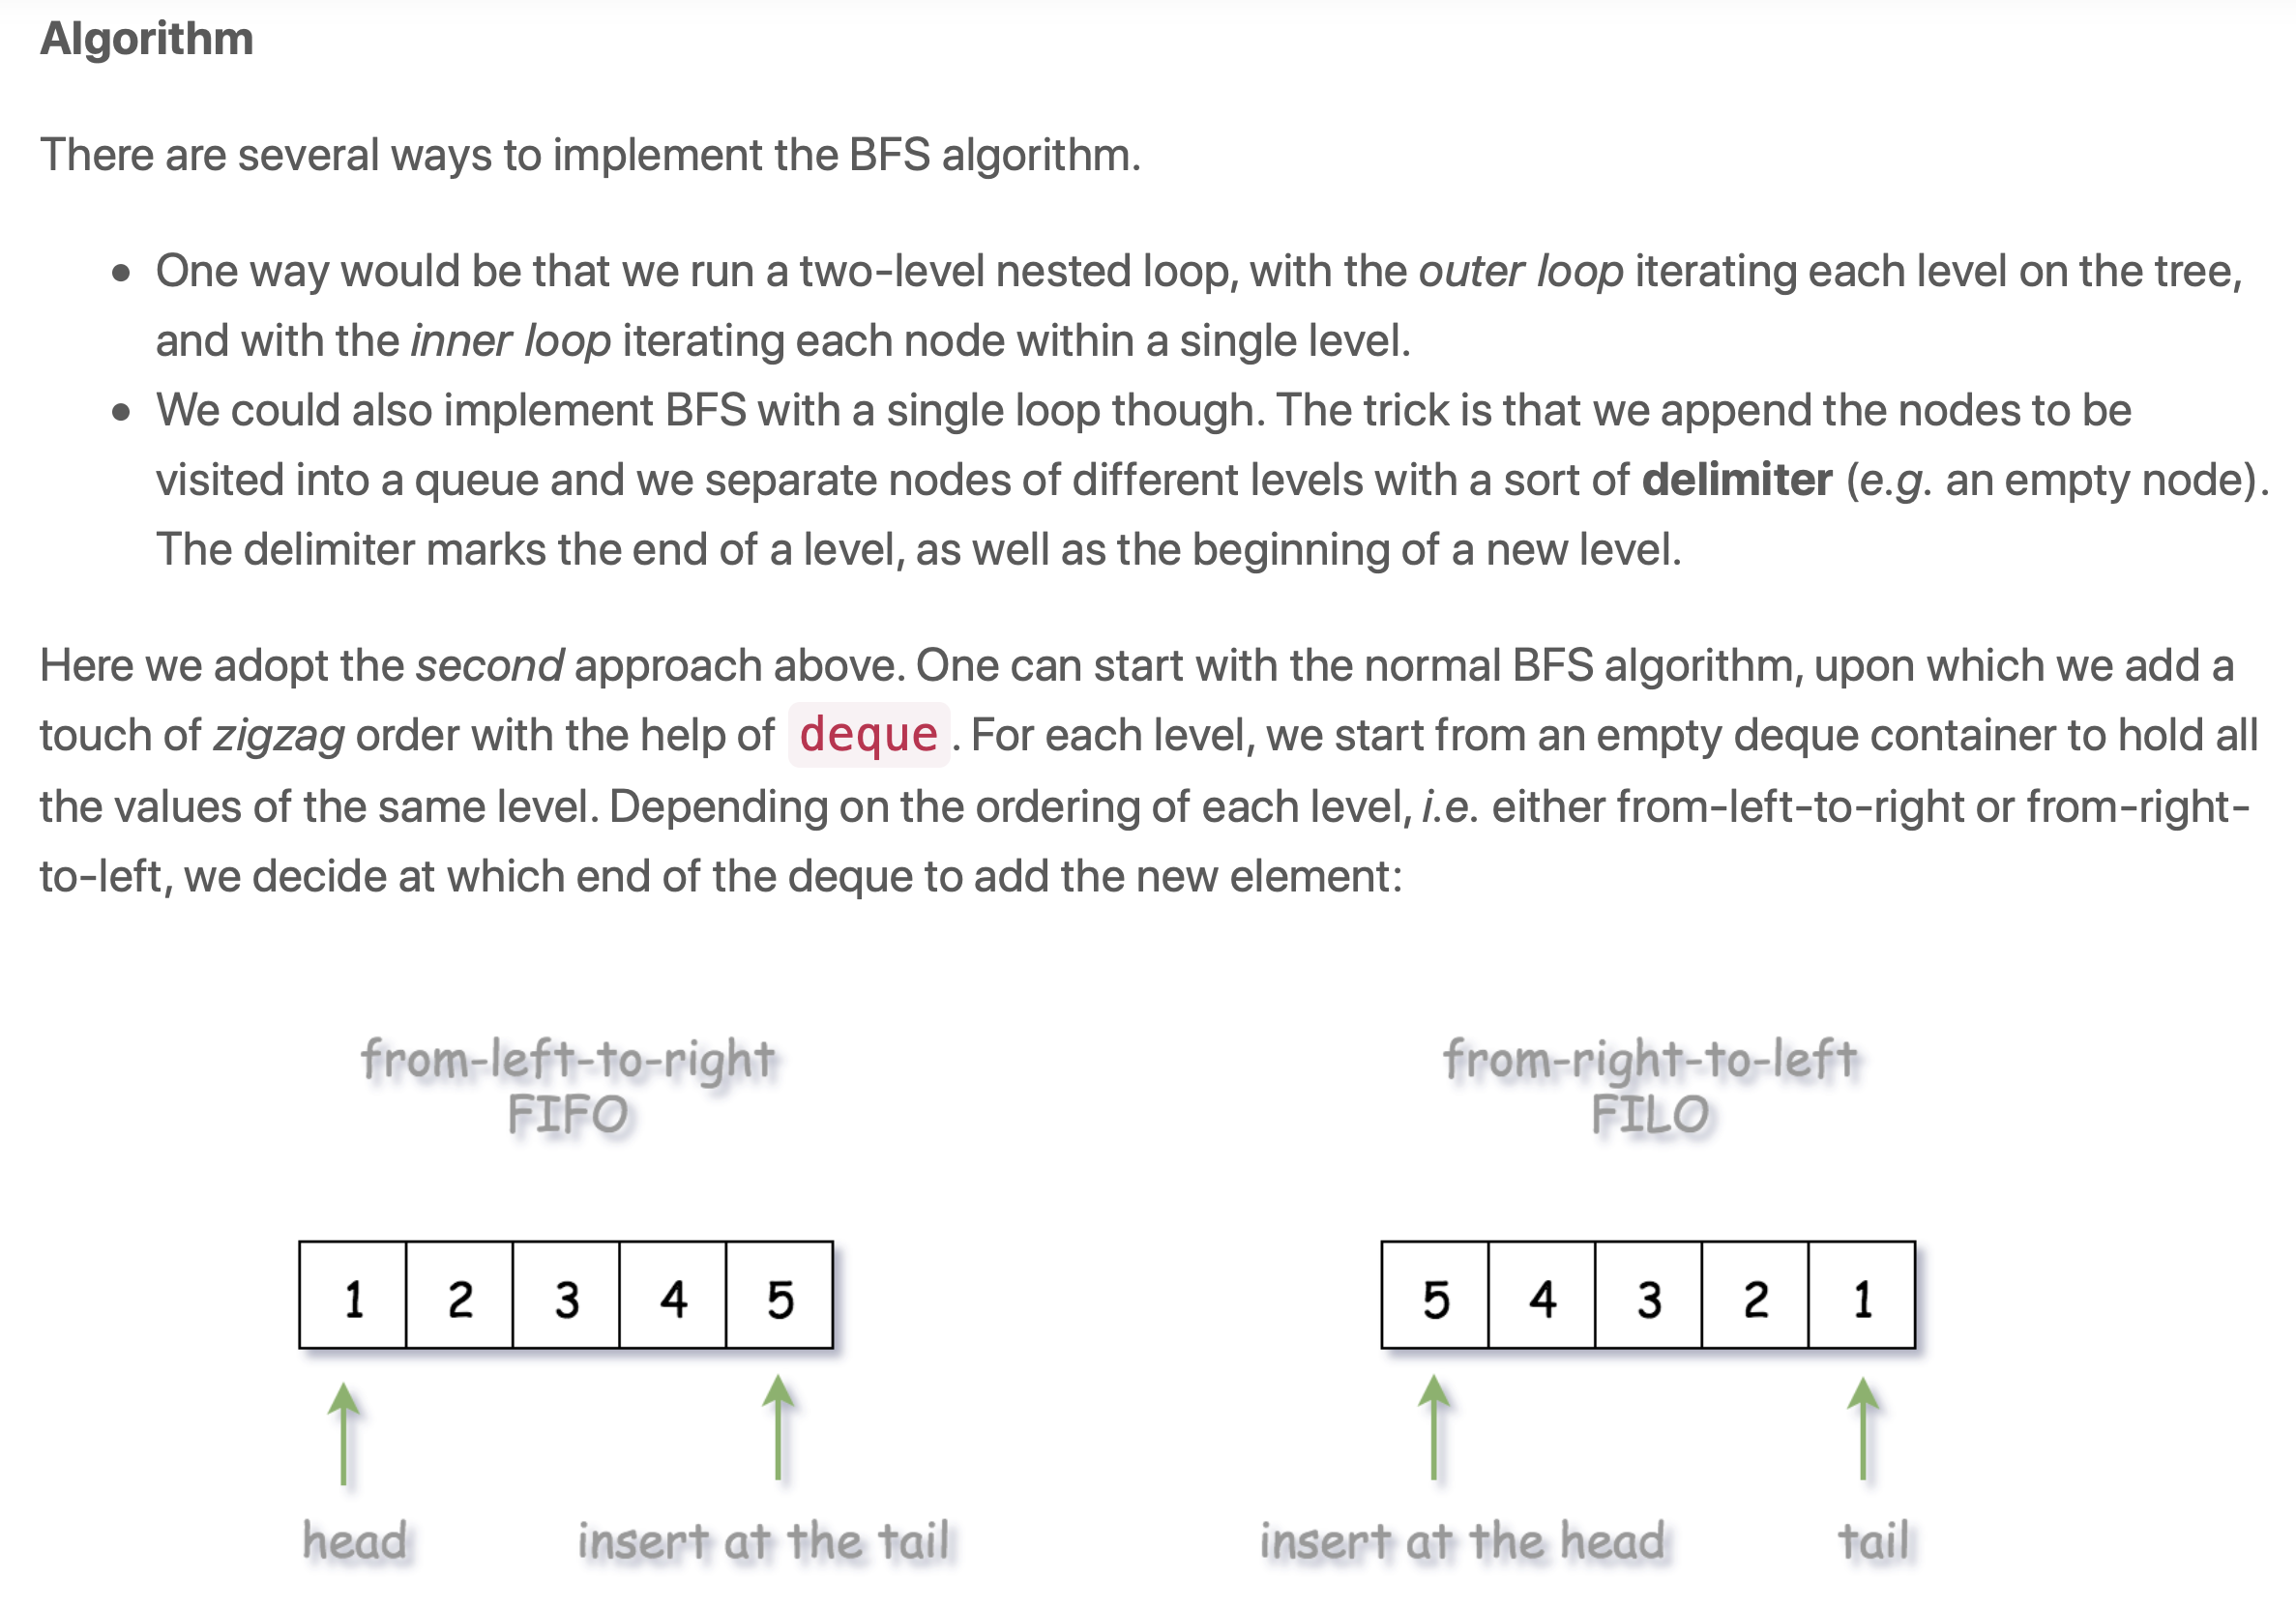 Algorithm
There are several ways to implement the BFS algorithm.
• One way would be that we run a two-level nested loop, with the outer loop iterating each level on the tree,
and with the inner loop iterating each node within a single level.
• We could also implement BFS with a single loop though. The trick is that we append the nodes to be
visited into a queue and we separate nodes of different levels with a sort of delimiter (e.g. an empty node).
The delimiter marks the end of a level, as well as the beginning of a new level.
Here we adopt the second approach above. One can start with the normal BFS algorithm, upon which we add a
touch of zigzag order with the help of deque. For each level, we start from an empty deque container to hold all
the values of the same level. Depending on the ordering of each level, i.e. either from-left-to-right or from-right-
to-left, we decide at which end of the deque to add the new element:
from-left-to-right
FIFO
1 2 3 4 5
head insert at the tail
from-right-to-left
FILO
5 4 3 2 1
insert at the head tail